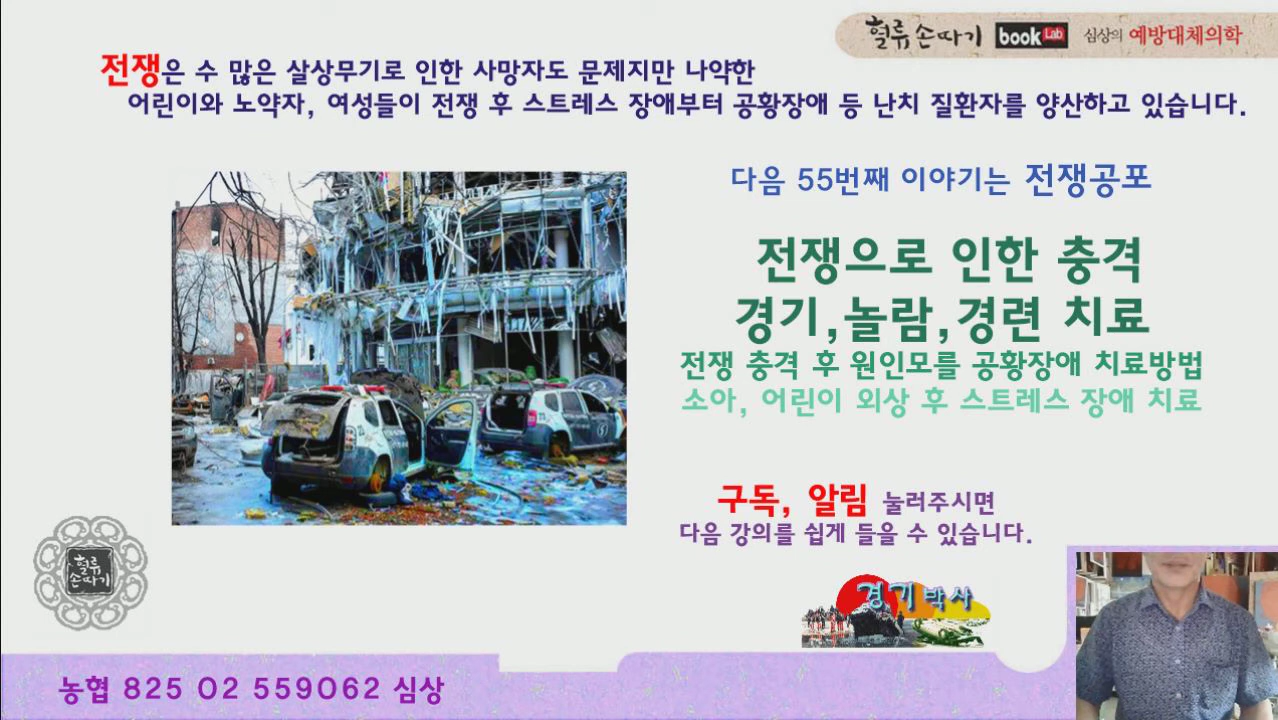 혈류 손따기 book Lab 심상의 예방대체의학
전쟁은 수 많은 살상무기로 인한 사망자도 문제지만 나약한
어린이와 노약자, 여성들이 전쟁 후 스트레스 장애부터 공황장애 등 난치 질환자를 양산하고 있습니다.
다음 55번째 이야기는 전쟁공포
전쟁으로 인한 충격
경기,놀람,경련 치료
전쟁 충격 후 원인모를 공황장애 치료방법
소아, 어린이 외상 후 스트레스 장애 치료
구독, 알림 눌러주시면
다음 강의를 쉽게 들을 수 있습니다.
혈류
손따기
경기박사
농협 825 02 559062 심상